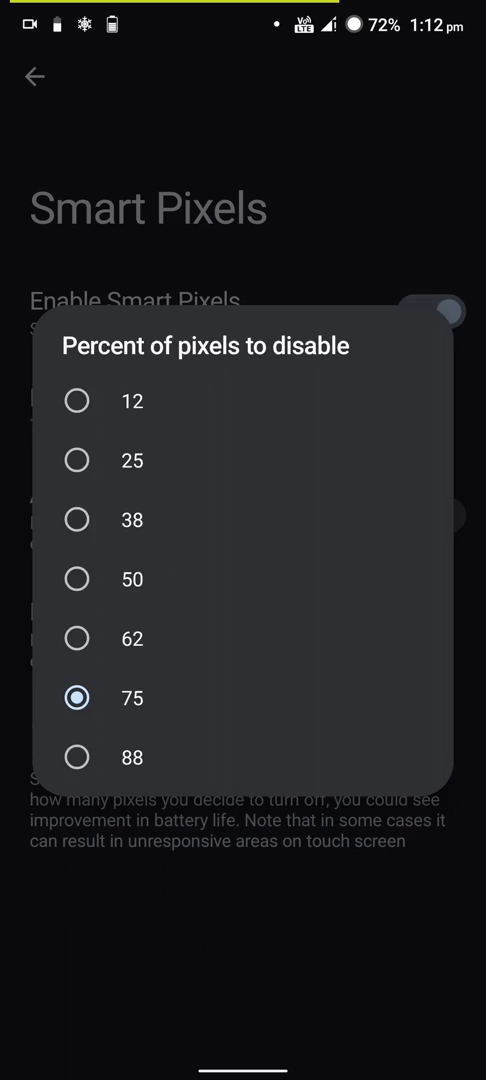 Vo)) LTE 72% 1:12 pm
Smart Pixels
Enable Smart Pixels
Percent of pixels to disable
12
25
38
50
62
75
88
how many pixels you decide to turn off, you could see
improvement in battery life. Note that in some cases it
can result in unresponsive areas on touch screen